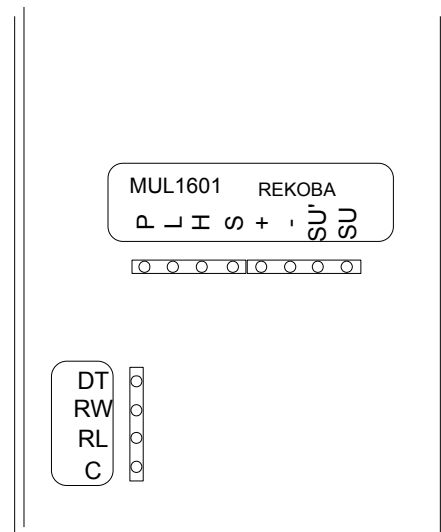 MUL1601 REKOBA
P L H S + - SU' SU
DT
RW
RL
C